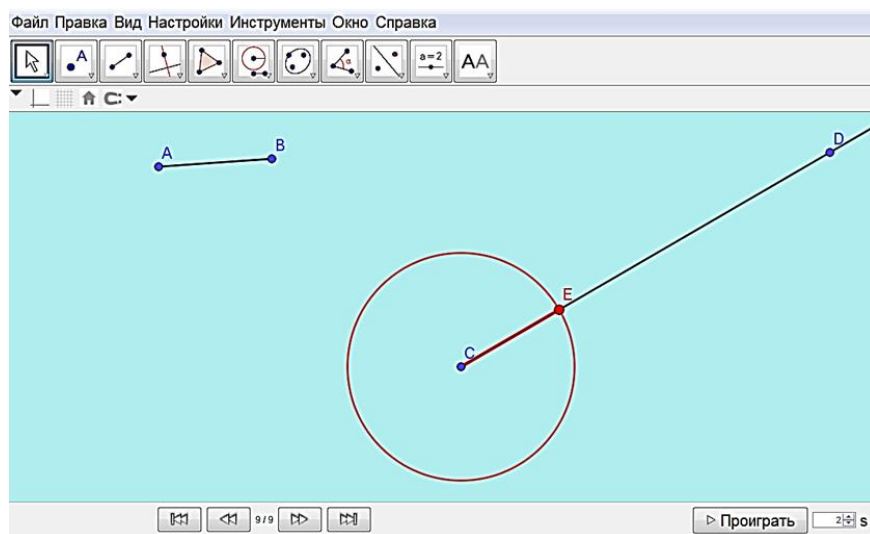 Файл Правка Вид Настройки Инструменты Окно Справка
A a=2 AA
A B D
E
C
9/9 Проиграть 2 s